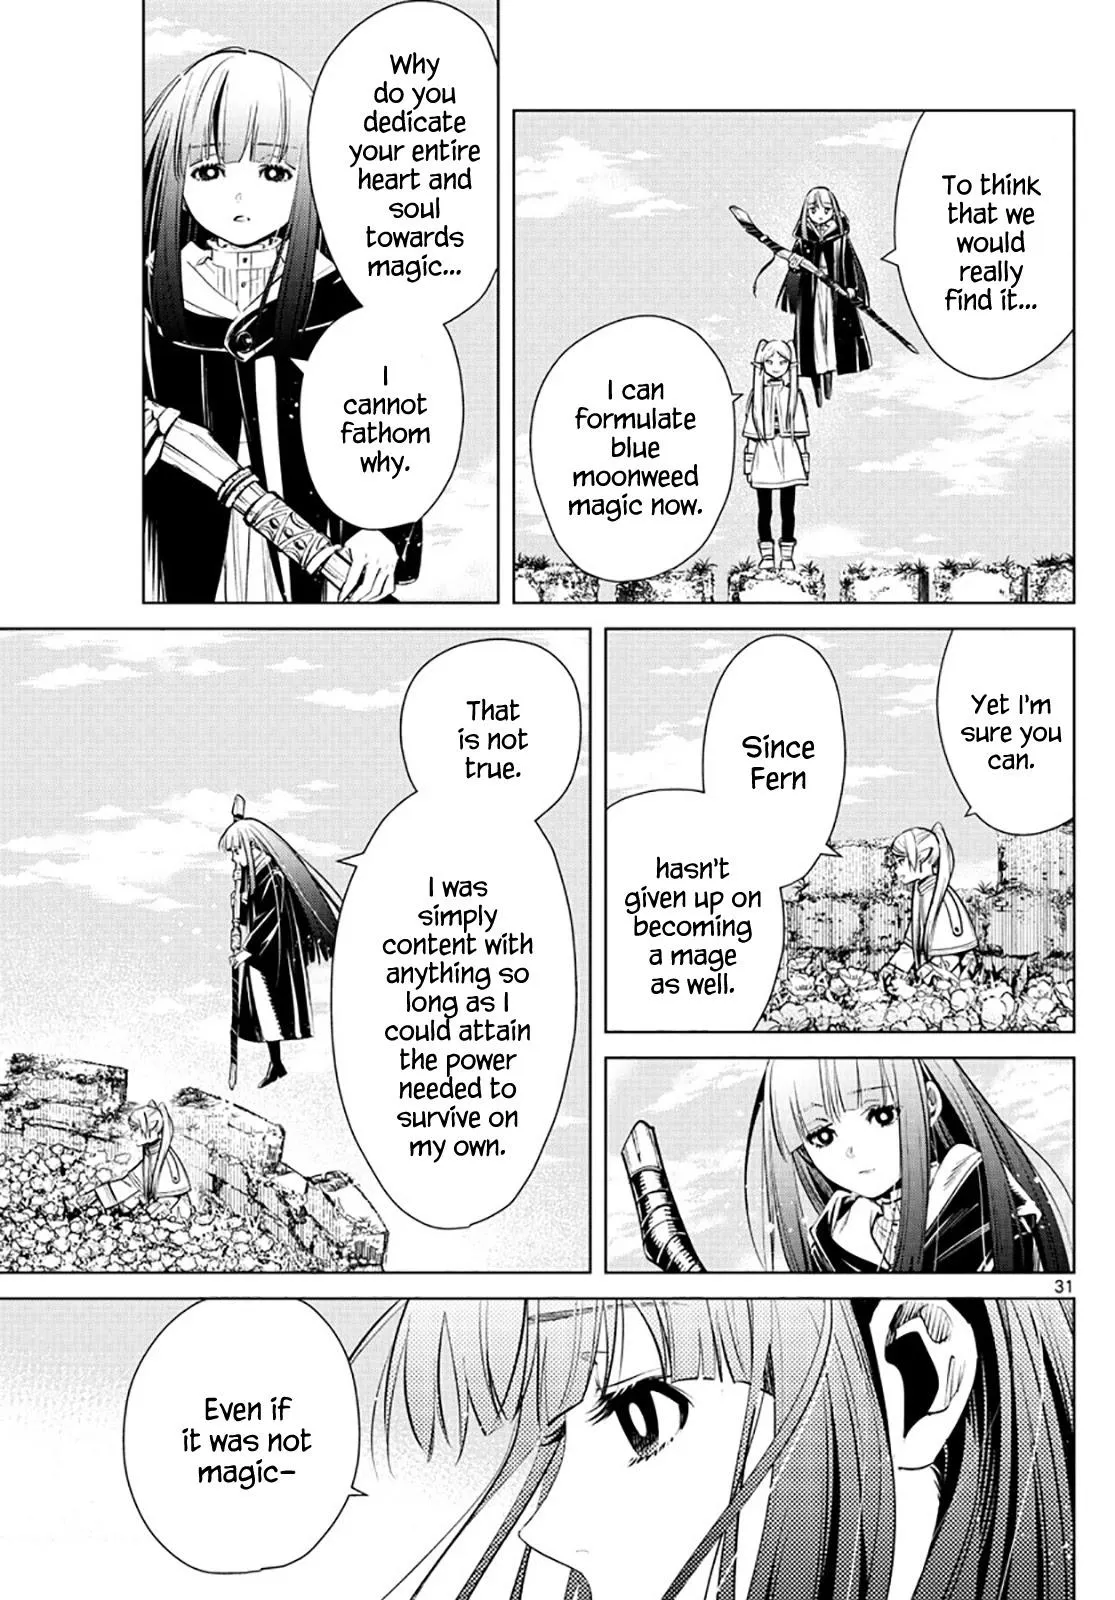 To think
that we
would
really
find it...
I can
formulate
blue
moonweed
magic now.
Why
do you
dedicate
your entire
heart and
soul
towards
magic...
I
cannot
fathom
why.
Yet I'm
sure you
can.
Since
Fern
hasn't
given up on
becoming
a mage
as well.
That
is not
true.
I was
simply
content with
anything so
long as I
could attain
the power
needed to
survive on
my own.
31
Even if
it was not
magic-